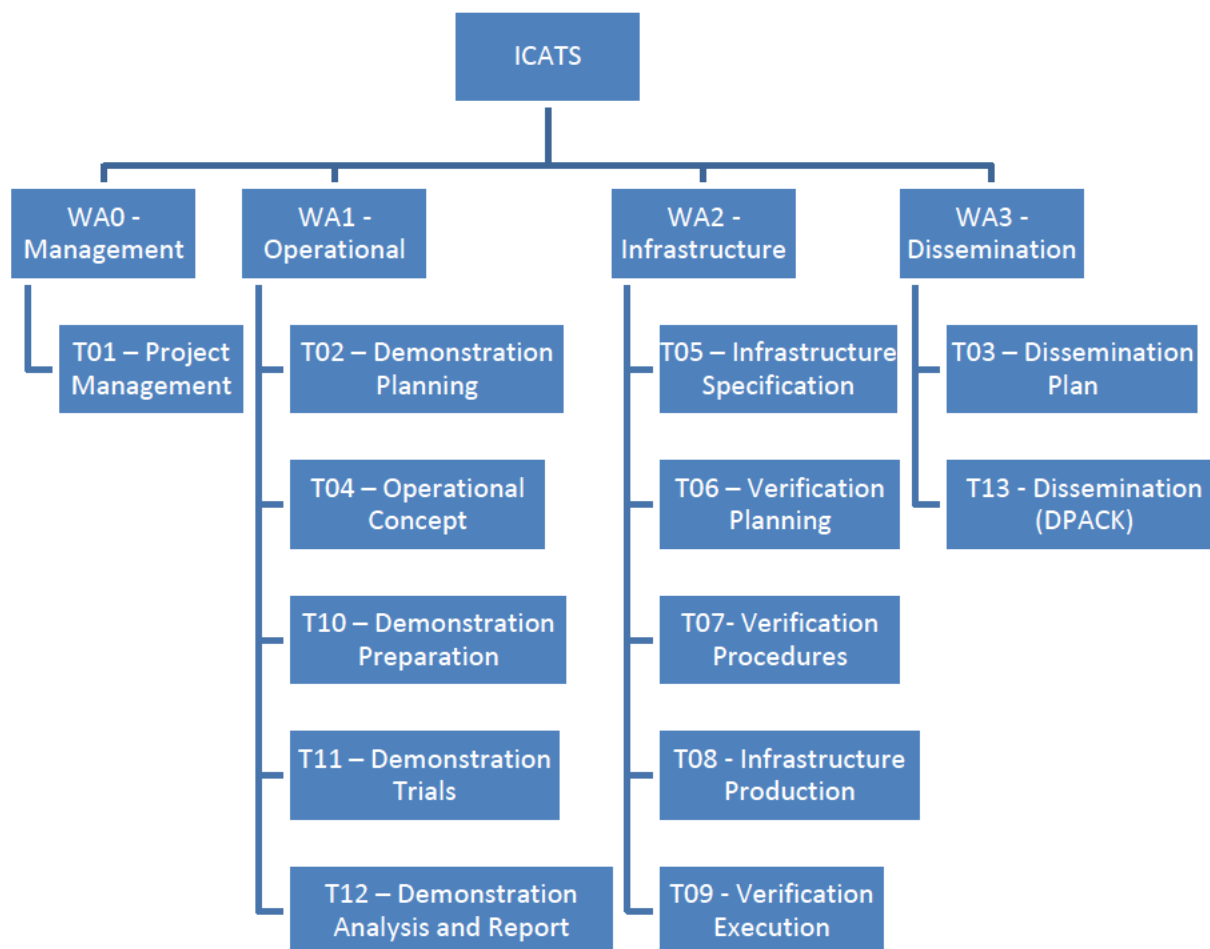 ICATS
WA0 -
Management
WA1 -
Operational
WA2 -
Infrastructure
WA3 -
Dissemination
T01 – Project
Management
T02 – Demonstration
Planning
T04 – Operational
Concept
T10 – Demonstration
Preparation
T11 – Demonstration
Trials
T12 – Demonstration
Analysis and Report
T05 – Infrastructure
Specification
T06 – Verification
Planning
T07- Verification
Procedures
T08 - Infrastructure
Production
T09 - Verification
Execution
T03 – Dissemination
Plan
T13 - Dissemination
(DPACK)